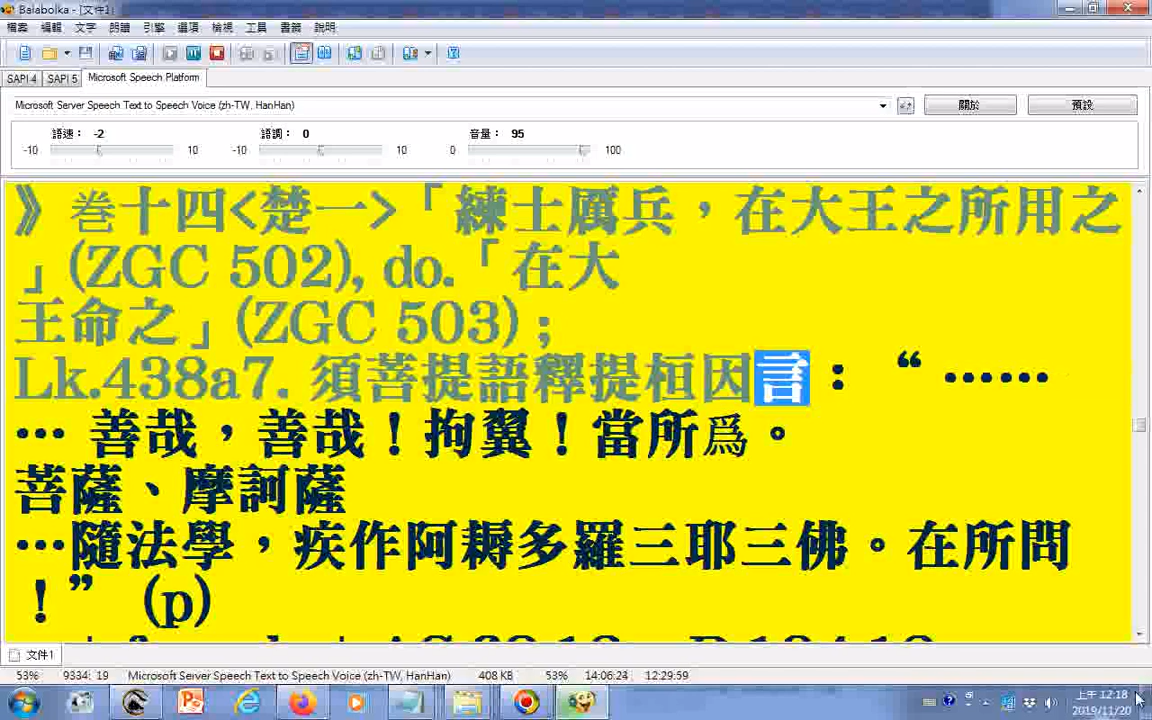 Balabolka - [文件1]
檔案 編輯 文字 朗讀 引擎 選項 檢視 工具 書籤 說明
SAPI 4 SAPI 5 Microsoft Speech Platform
Microsoft Server Speech Text to Speech Voice (zh-TW, HanHan)
關於 預設
語速： -2 語調： 0 音量： 95
-10 10 -10 10 0 100
》卷十四<楚一>「練士厲兵，在大王之所用之
」(ZGC 502), do.「在大
王命之」(ZGC 503)；
Lk.438a7. 須菩提語釋提桓因言：“……
… 善哉，善哉！拘翼！當所爲。
菩薩、摩訶薩
…隨法學，疾作阿耨多羅三耶三佛。在所問
！” (p)
文件1
53% 9334: 19 Microsoft Server Speech Text to Speech Voice (zh-TW, HanHan) 408 KB 53% 14:06:24 12:29:59
上午 12:18
2019/11/20